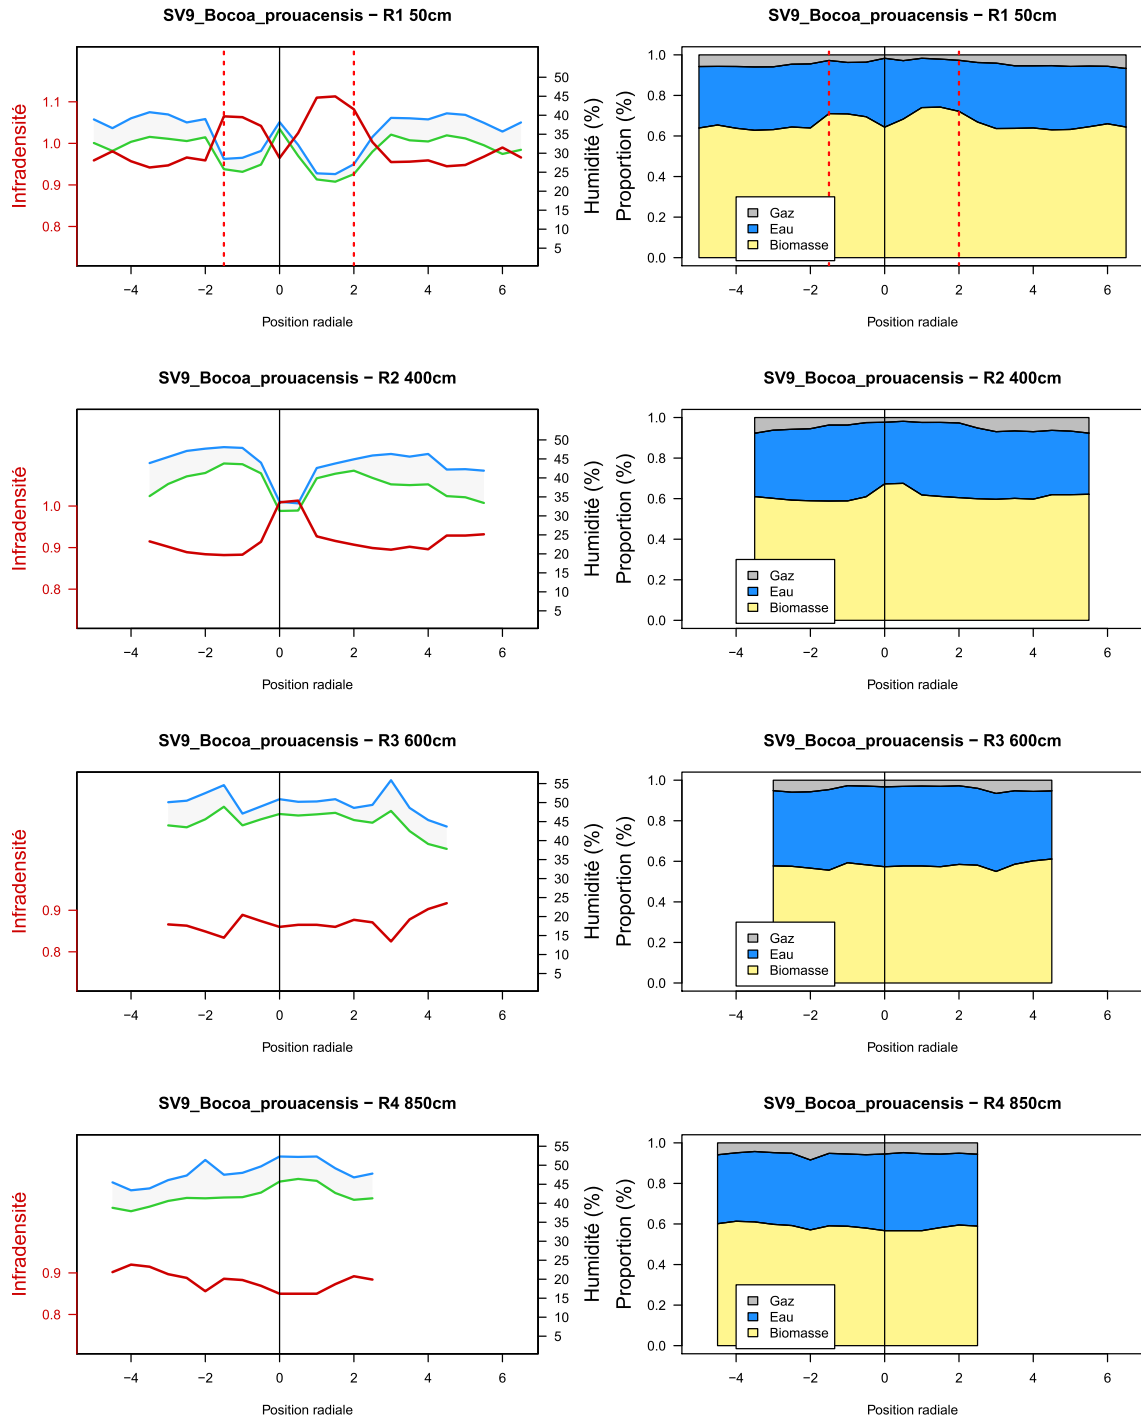 SV9_Bocoa_prouacensis − R1 50cm
Infradensité
1.1
1.0
0.9
0.8
50
45
40
35
30
25
20
15
10
5
Humidité (%)
−4 −2 0 2 4 6
Position radiale
SV9_Bocoa_prouacensis − R1 50cm
Proportion (%)
1.0
0.8
0.6
0.4
0.2
0.0
Gaz
Eau
Biomasse
−4 −2 0 2 4 6
Position radiale
SV9_Bocoa_prouacensis − R2 400cm
Infradensité
1.0
0.9
0.8
50
45
40
35
30
25
20
15
10
5
Humidité (%)
−4 −2 0 2 4 6
Position radiale
SV9_Bocoa_prouacensis − R2 400cm
Proportion (%)
1.0
0.8
0.6
0.4
0.2
0.0
Gaz
Eau
Biomasse
−4 −2 0 2 4 6
Position radiale
SV9_Bocoa_prouacensis − R3 600cm
Infradensité
0.9
0.8
55
50
45
40
35
30
25
20
15
10
5
Humidité (%)
−4 −2 0 2 4 6
Position radiale
SV9_Bocoa_prouacensis − R3 600cm
Proportion (%)
1.0
0.8
0.6
0.4
0.2
0.0
Gaz
Eau
Biomasse
−4 −2 0 2 4 6
Position radiale
SV9_Bocoa_prouacensis − R4 850cm
Infradensité
0.9
0.8
55
50
45
40
35
30
25
20
15
10
5
Humidité (%)
−4 −2 0 2 4 6
Position radiale
SV9_Bocoa_prouacensis − R4 850cm
Proportion (%)
1.0
0.8
0.6
0.4
0.2
0.0
Gaz
Eau
Biomasse
−4 −2 0 2 4 6
Position radiale